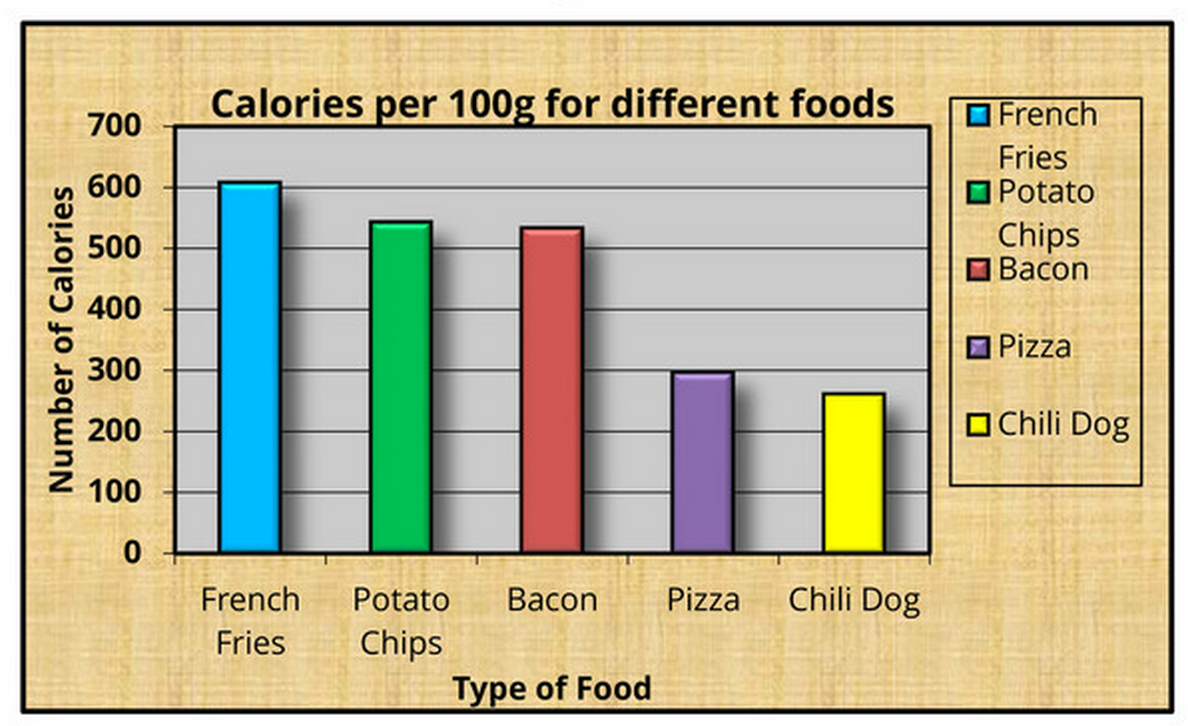 Calories per 100g for different foods
Number of Calories
700
600
500
400
300
200
100
0
French
Fries
Potato
Chips
Bacon
Pizza
Chili Dog
Type of Food
French
Fries
Potato
Chips
Bacon
Pizza
Chili Dog